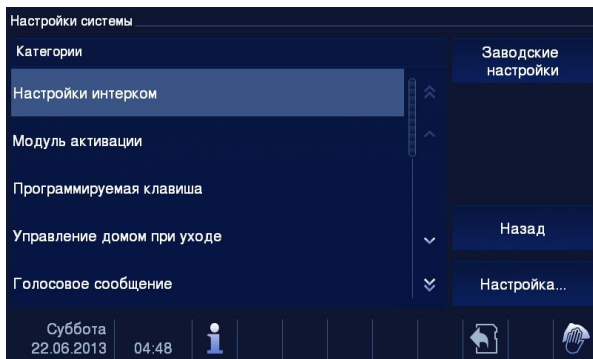 Настройки системы
Категории
Заводские
настройки
Настройки интерком
Модуль активации
Программируемая клавиша
Управление домом при уходе
Назад
Голосовое сообщение
Настройка...
Суббота
22.06.2013
04:48